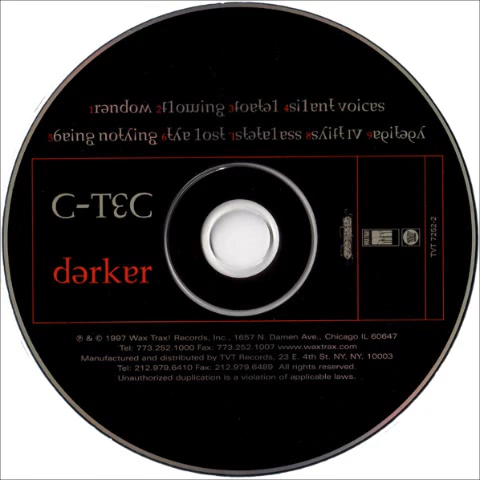 1random 2flowing 3foetal 4silent voices
5being nothing 6the lost 7stateless 8shift IV
C-TEC
darker
TVT 7252-2
℗ & © 1997 Wax Trax! Records, Inc., 1657 N. Damen Ave., Chicago IL 60647
Tel: 773.252.1000 Fax: 773.252.1007 www.waxtrax.com
Manufactured and distributed by TVT Records, 23 E. 4th St. NY, NY, 10003
Tel: 212.979.6410 Fax: 212.979.6489 All rights reserved.
Unauthorized duplication is a violation of applicable laws.